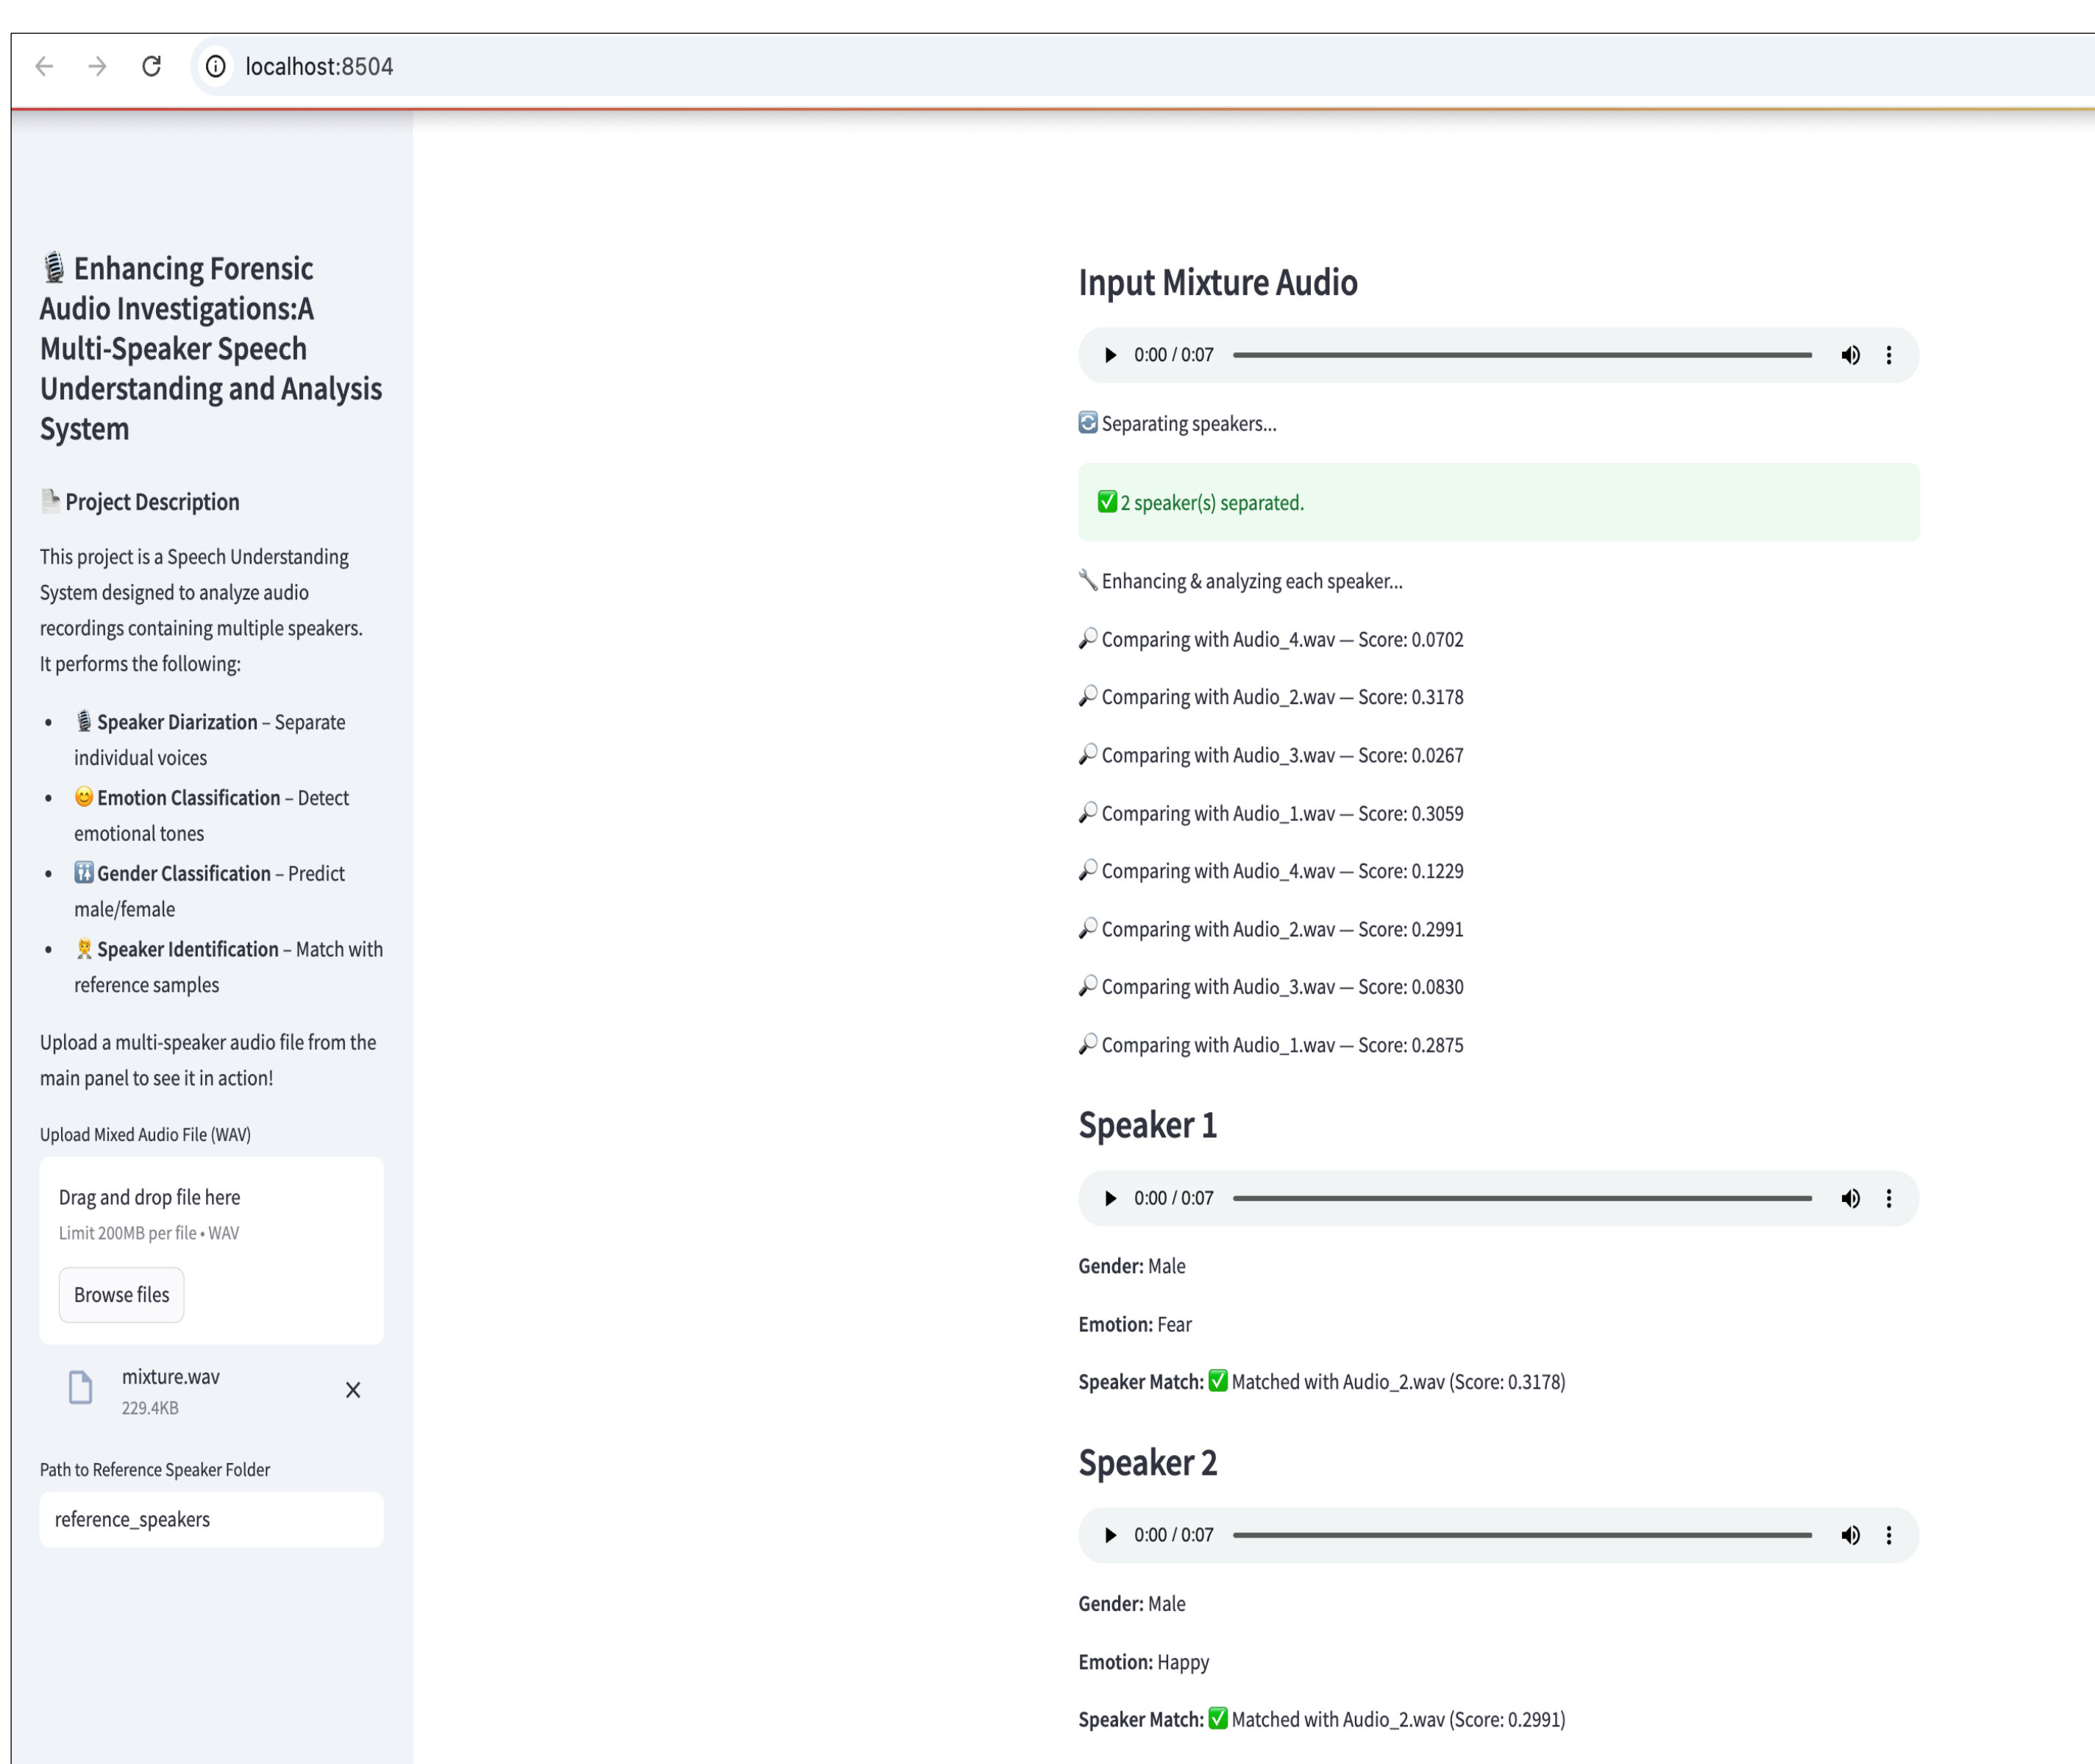 localhost:8504
🎙️ Enhancing Forensic
Audio Investigations:A
Multi-Speaker Speech
Understanding and Analysis
System
📄 Project Description
This project is a Speech Understanding
System designed to analyze audio
recordings containing multiple speakers.
It performs the following:
• 🎙️ Speaker Diarization – Separate
individual voices
• 😊 Emotion Classification – Detect
emotional tones
• 🚻 Gender Classification – Predict
male/female
• 🧑‍💼 Speaker Identification – Match with
reference samples
Upload a multi-speaker audio file from the
main panel to see it in action!
Upload Mixed Audio File (WAV)
Drag and drop file here
Limit 200MB per file • WAV
Browse files
mixture.wav
229.4KB
Path to Reference Speaker Folder
reference_speakers
Input Mixture Audio
0:00 / 0:07
🔄 Separating speakers...
✅ 2 speaker(s) separated.
🔧 Enhancing & analyzing each speaker...
🔎 Comparing with Audio_4.wav — Score: 0.0702
🔎 Comparing with Audio_2.wav — Score: 0.3178
🔎 Comparing with Audio_3.wav — Score: 0.0267
🔎 Comparing with Audio_1.wav — Score: 0.3059
🔎 Comparing with Audio_4.wav — Score: 0.1229
🔎 Comparing with Audio_2.wav — Score: 0.2991
🔎 Comparing with Audio_3.wav — Score: 0.0830
🔎 Comparing with Audio_1.wav — Score: 0.2875
Speaker 1
0:00 / 0:07
Gender: Male
Emotion: Fear
Speaker Match: ✅ Matched with Audio_2.wav (Score: 0.3178)
Speaker 2
0:00 / 0:07
Gender: Male
Emotion: Happy
Speaker Match: ✅ Matched with Audio_2.wav (Score: 0.2991)